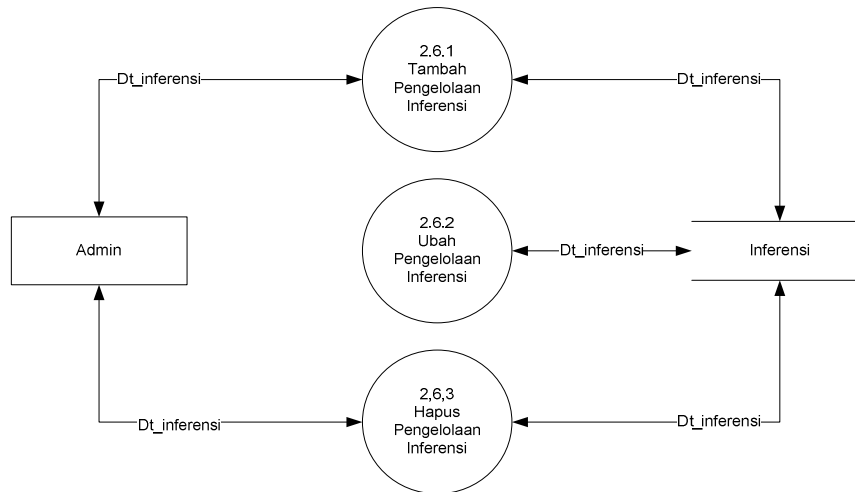 2.6.1
Tambah
Pengelolaan
Inferensi
Dt_inferensi
Dt_inferensi
Admin
2.6.2
Ubah
Pengelolaan
Inferensi
Dt_inferensi
Inferensi
2,6,3
Hapus
Pengelolaan
Inferensi
Dt_inferensi
Dt_inferensi